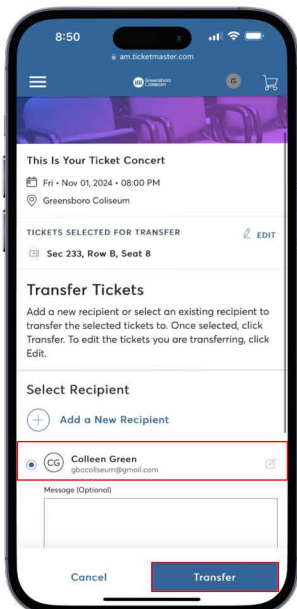 8:50
am.ticketmaster.com
Greensboro
Coliseum
G
This Is Your Ticket Concert
Fri • Nov 01, 2024 • 08:00 PM
Greensboro Coliseum
TICKETS SELECTED FOR TRANSFER
EDIT
Sec 233, Row B, Seat 8
Transfer Tickets
Add a new recipient or select an existing recipient to
transfer the selected tickets to. Once selected, click
Transfer. To edit the tickets you are transferring, click
Edit.
Select Recipient
Add a New Recipient
CG
Colleen Green
gbocoliseum@gmail.com
Message (Optional)
Cancel
Transfer